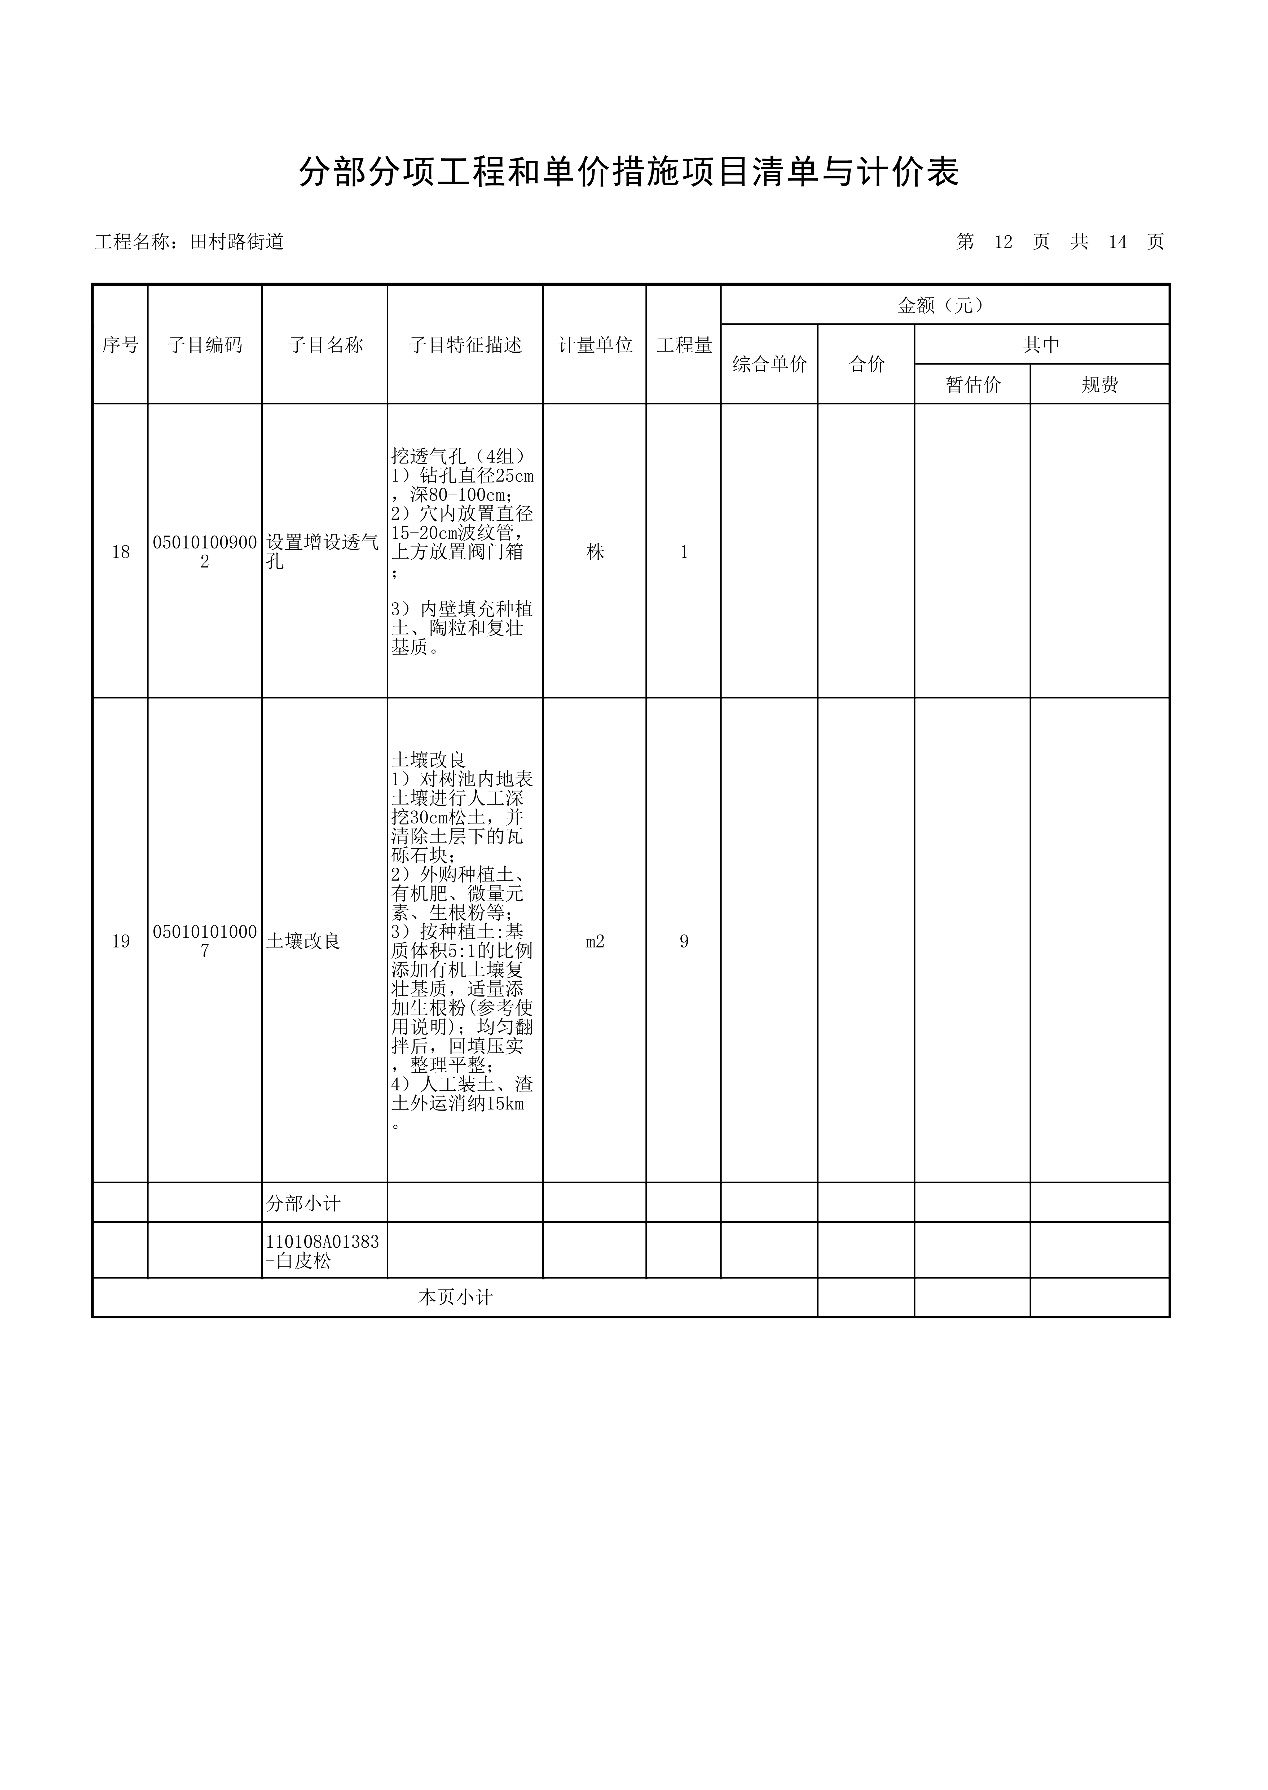 分部分项工程和单价措施项目清单与计价表
工程名称：田村路街道
第 12 页 共 14 页
金额（元）
序号
子目编码
子目名称
子目特征描述
计量单位
工程量
其中
综合单价
合价
暂估价
规费
挖透气孔（4组）
1）钻孔直径25cm
，深80-100cm；
2）穴内放置直径
15-20cm波纹管，
上方放置阀门箱
；
3）内壁填充种植
土、陶粒和复壮
基质。
18
05010100900
2
设置增设透气
孔
株
1
土壤改良
1）对树池内地表
土壤进行人工深
挖30cm松土，并
清除土层下的瓦
砾石块；
2）外购种植土、
有机肥、微量元
素、生根粉等；
3）按种植土:基
质体积5:1的比例
添加有机土壤复
壮基质，适量添
加生根粉(参考使
用说明)；均匀翻
拌后，回填压实
，整理平整；
4）人工装土、渣
土外运消纳15km
。
19
05010101000
7
土壤改良
m2
9
分部小计
110108A01383
-白皮松
本页小计